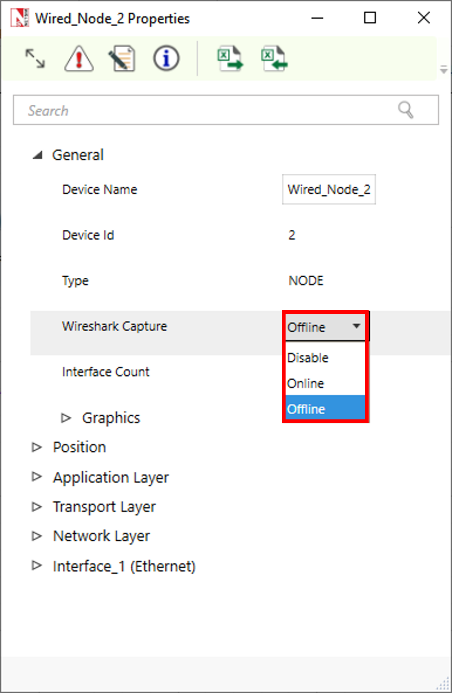 Wired_Node_2 Properties
Search
General
Device Name Wired_Node_2
Device Id 2
Type NODE
Wireshark Capture Offline
Disable
Online
Interface Count
Offline
Graphics
Position
Application Layer
Transport Layer
Network Layer
Interface_1 (Ethernet)